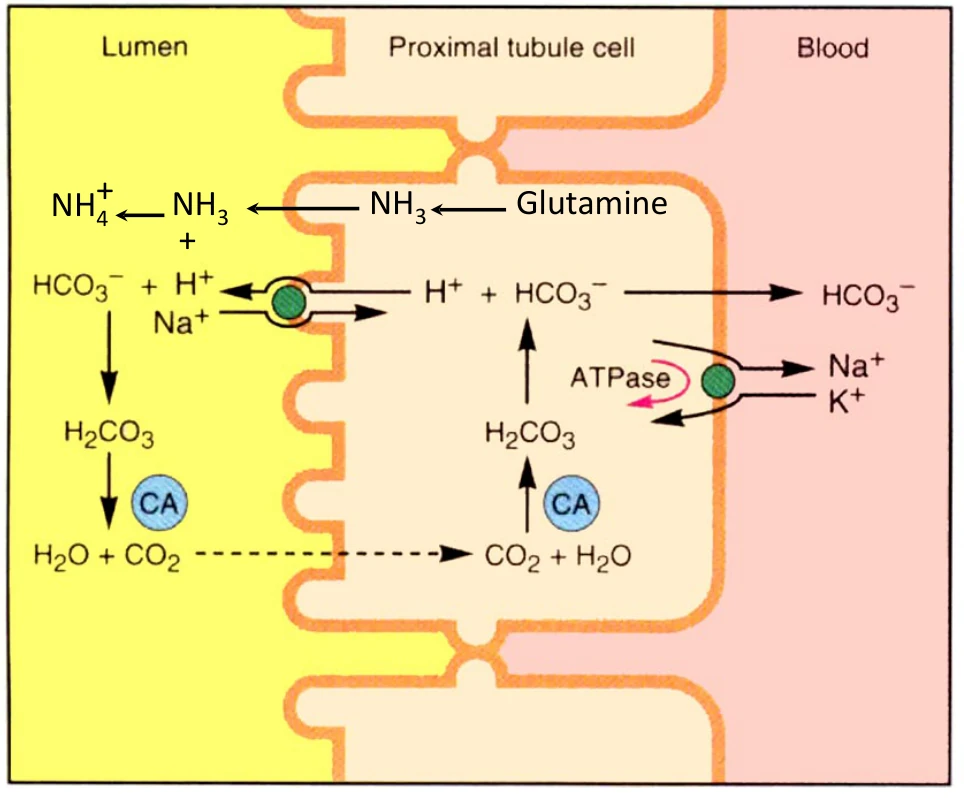 Lumen Proximal tubule cell Blood
NH₄⁺ NH₃ NH₃ Glutamine
+
HCO₃⁻ + H⁺ H⁺ + HCO₃⁻ HCO₃⁻
Na⁺
ATPase Na⁺
K⁺
H₂CO₃ H₂CO₃
CA CA
H₂O + CO₂ CO₂ + H₂O